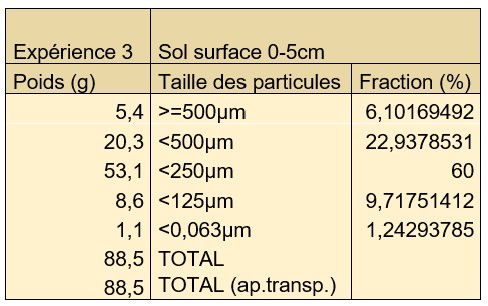 Expérience 3 Sol surface 0-5cm
Poids (g) Taille des particules Fraction (%)
5,4 >=500µm 6,10169492
20,3 <500µm 22,9378531
53,1 <250µm 60
8,6 <125µm 9,71751412
1,1 <0,063µm 1,24293785
88,5 TOTAL
88,5 TOTAL (ap.transp.)